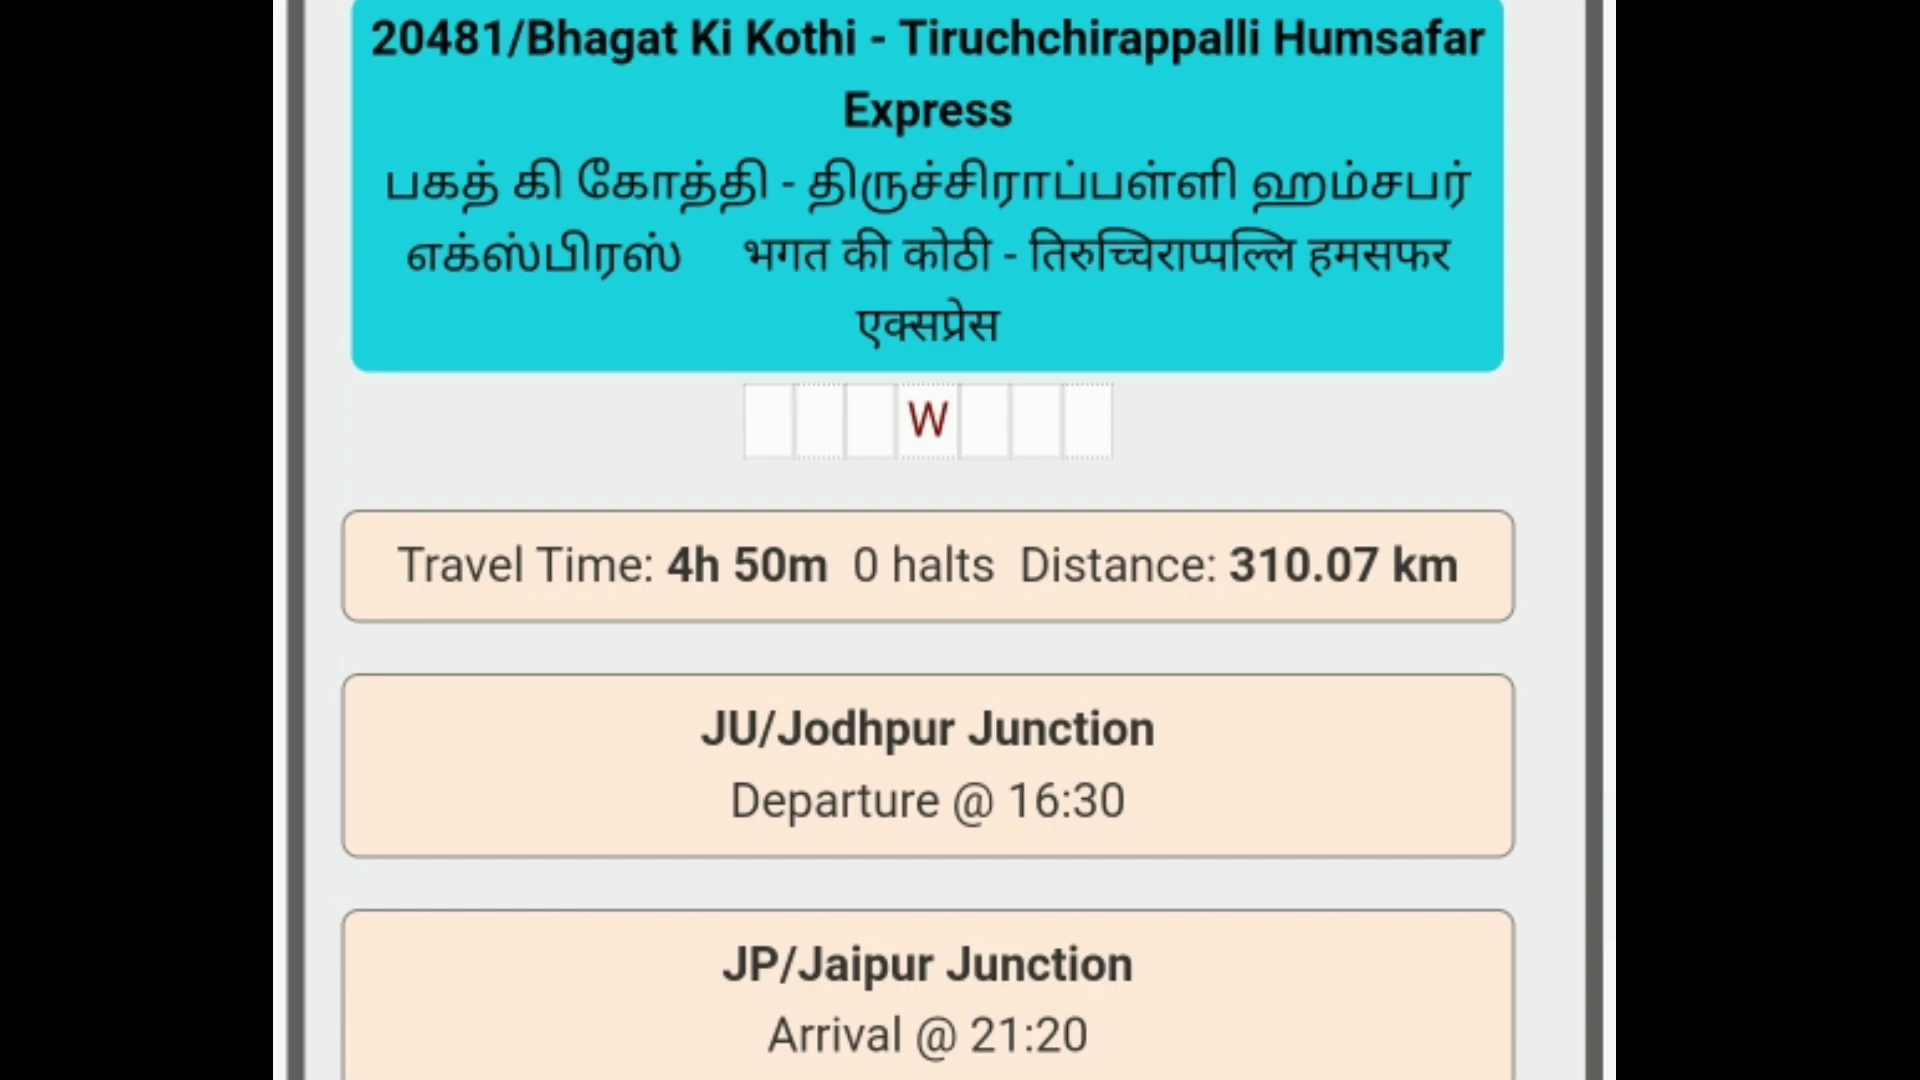 20481/Bhagat Ki Kothi - Tiruchchirappalli Humsafar
Express
பகத் கி கோத்தி - திருச்சிராப்பள்ளி ஹம்சபர்
எக்ஸ்பிரஸ் भगत की कोठी - तिरुच्चिराप्पल्लि हमसफर
एक्सप्रेस
W
Travel Time: 4h 50m 0 halts Distance: 310.07 km
JU/Jodhpur Junction
Departure @ 16:30
JP/Jaipur Junction
Arrival @ 21:20